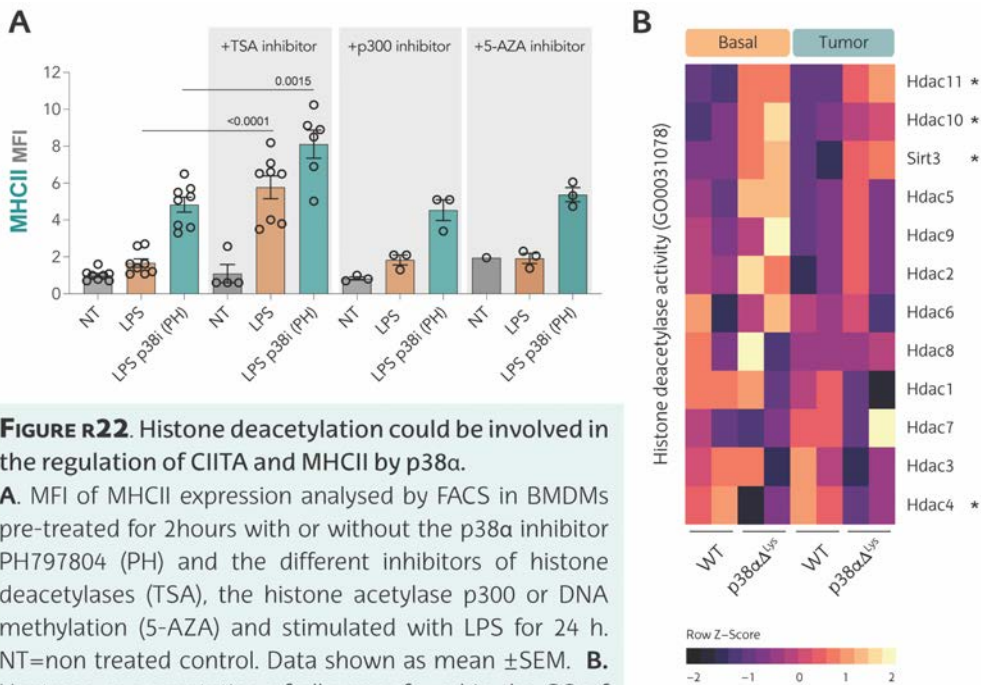 A
+TSA inhibitor
+p300 inhibitor
+5-AZA inhibitor
0.0015
<0.0001
MHCII MFI
12
10
8
6
4
2
0
NT
LPS
LPS p38i (PH)
NT
LPS
LPS p38i (PH)
NT
LPS
LPS p38i (PH)
NT
LPS
LPS p38i (PH)
FIGURE R22. Histone deacetylation could be involved in
the regulation of CIITA and MHCII by p38α.
A. MFI of MHCII expression analysed by FACS in BMDMs
pre-treated for 2hours with or without the p38α inhibitor
PH797804 (PH) and the different inhibitors of histone
deacetylases (TSA), the histone acetylase p300 or DNA
methylation (5-AZA) and stimulated with LPS for 24 h.
NT=non treated control. Data shown as mean ±SEM. B.
B
Basal
Tumor
Histone deacetylase activity (GO0031078)
Hdac11 *
Hdac10 *
Sirt3 *
Hdac5
Hdac9
Hdac2
Hdac6
Hdac8
Hdac1
Hdac7
Hdac3
Hdac4 *
WT
p38αΔLys
WT
p38αΔLys
Row Z–Score
−2 −1 0 1 2